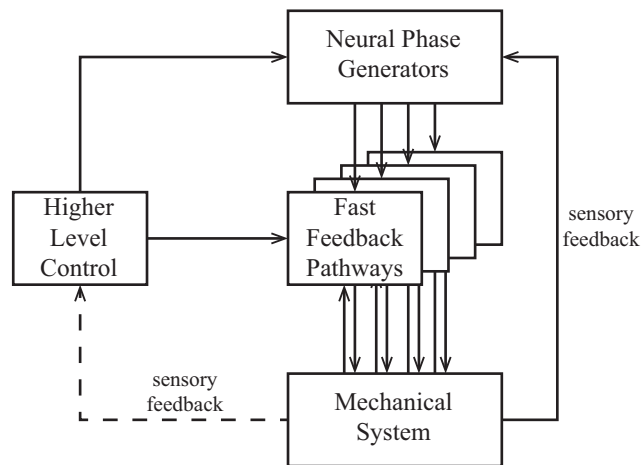 Neural Phase
Generators
Higher
Level
Control
Fast
Feedback
Pathways
sensory
feedback
sensory
feedback
Mechanical
System